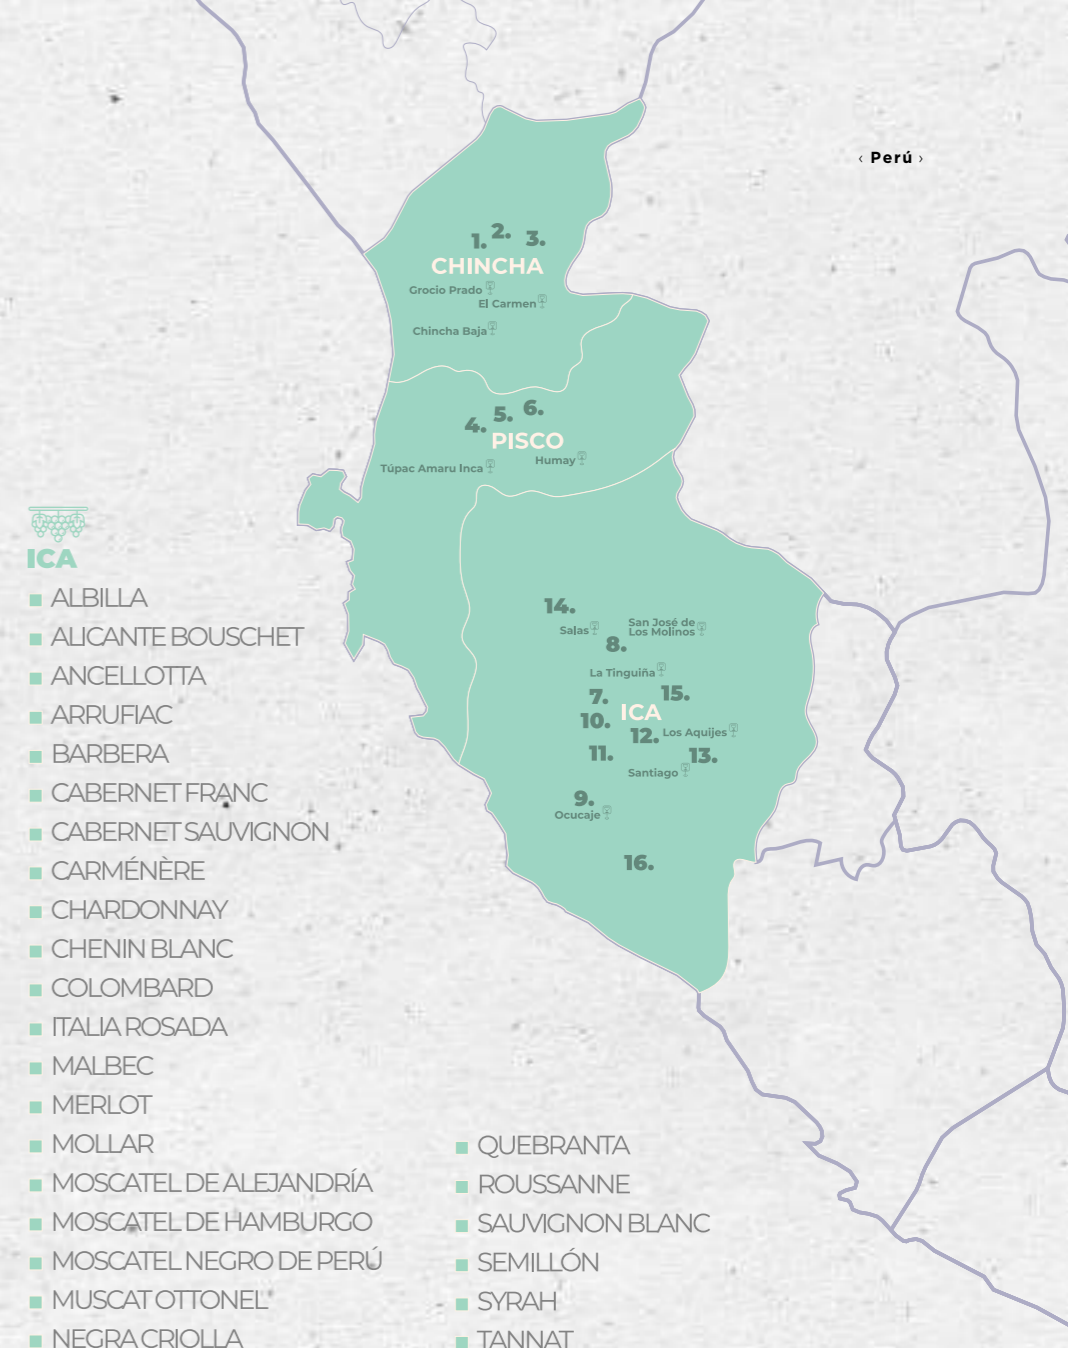 ‹ Perú ›
1.
2.
3.
CHINCHA
Grocio Prado
El Carmen
Chincha Baja
4.
5.
6.
PISCO
Túpac Amaru Inca
Humay
14.
Salas
San José de
Los Molinos
8.
La Tinguiña
7.
15.
ICA
10.
12.
Los Aquijes
11.
13.
Santiago
9.
Ocucaje
16.
ICA
ALBILLA
ALICANTE BOUSCHET
ANCELLOTTA
ARRUFIAC
BARBERA
CABERNET FRANC
CABERNET SAUVIGNON
CARMÉNÈRE
CHARDONNAY
CHENIN BLANC
COLOMBARD
ITALIA ROSADA
MALBEC
MERLOT
MOLLAR
MOSCATEL DE ALEJANDRÍA
MOSCATEL DE HAMBURGO
MOSCATEL NEGRO DE PERÚ
MUSCAT OTTONEL
NEGRA CRIOLLA
QUEBRANTA
ROUSSANNE
SAUVIGNON BLANC
SEMILLÓN
SYRAH
TANNAT